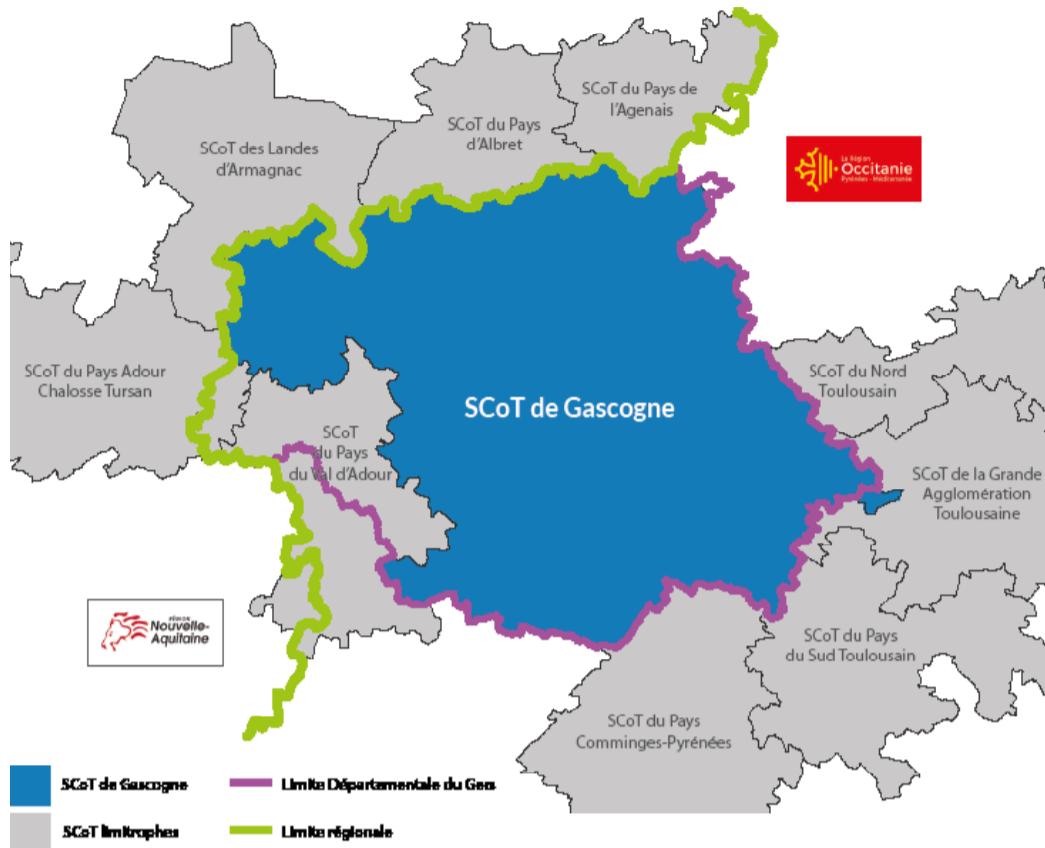 SCoT du Pays de
l'Agenais
SCoT du Pays
d'Albret
SCoT des Landes
d'Armagnac
La Région
Occitanie
Pyrénées - Méditerranée
SCoT du Pays Adour
Chalosse Tursan
SCoT du Nord
Toulousain
SCoT de Gascogne
SCoT
du Pays
du Val d'Adour
SCoT de la Grande
Agglomération
Toulousaine
RÉGION
Nouvelle-
Aquitaine
SCoT du Pays
du Sud Toulousain
SCoT du Pays
Comminges-Pyrénées
SCoT de Gascogne
Limite Départementale du Gers
SCoT limitrophes
Limite régionale